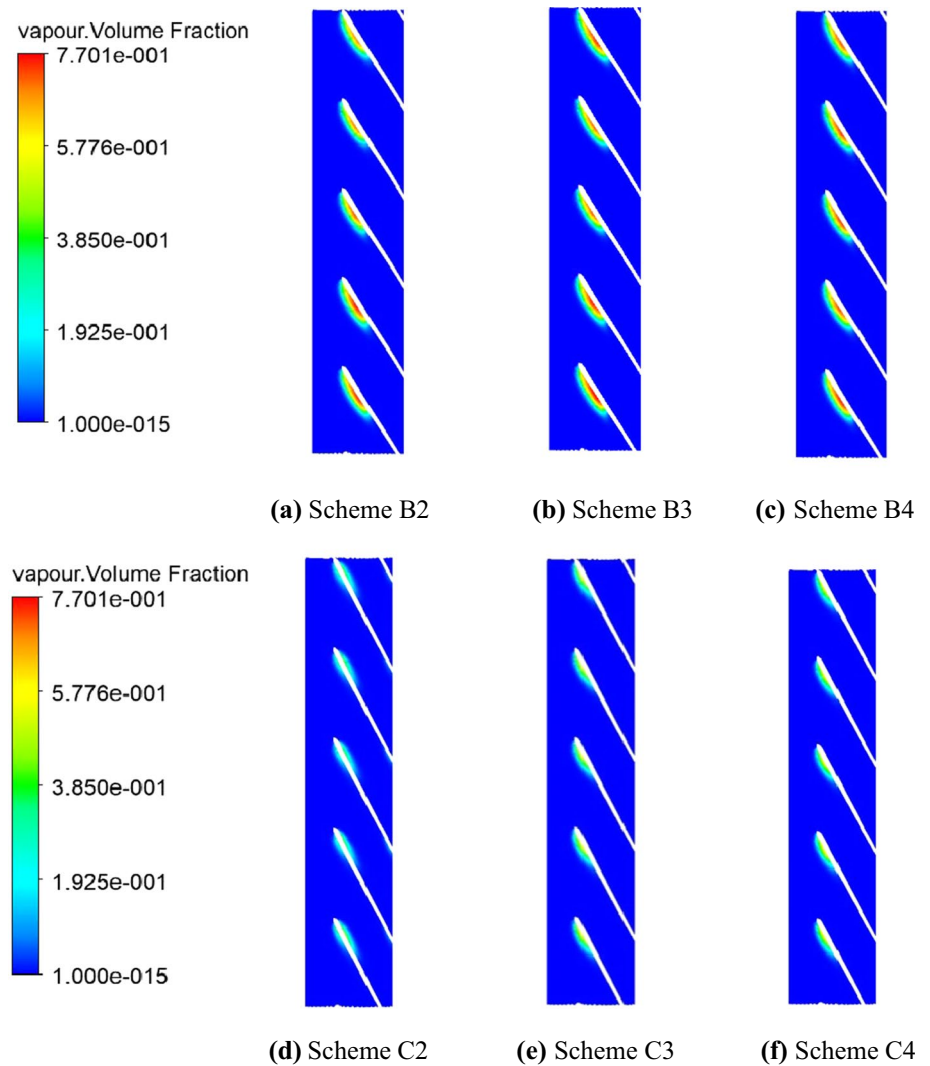 vapour.Volume Fraction
7.701e-001
5.776e-001
3.850e-001
1.925e-001
1.000e-015
(a) Scheme B2
(b) Scheme B3
(c) Scheme B4
vapour.Volume Fraction
7.701e-001
5.776e-001
3.850e-001
1.925e-001
1.000e-015
(d) Scheme C2
(e) Scheme C3
(f) Scheme C4